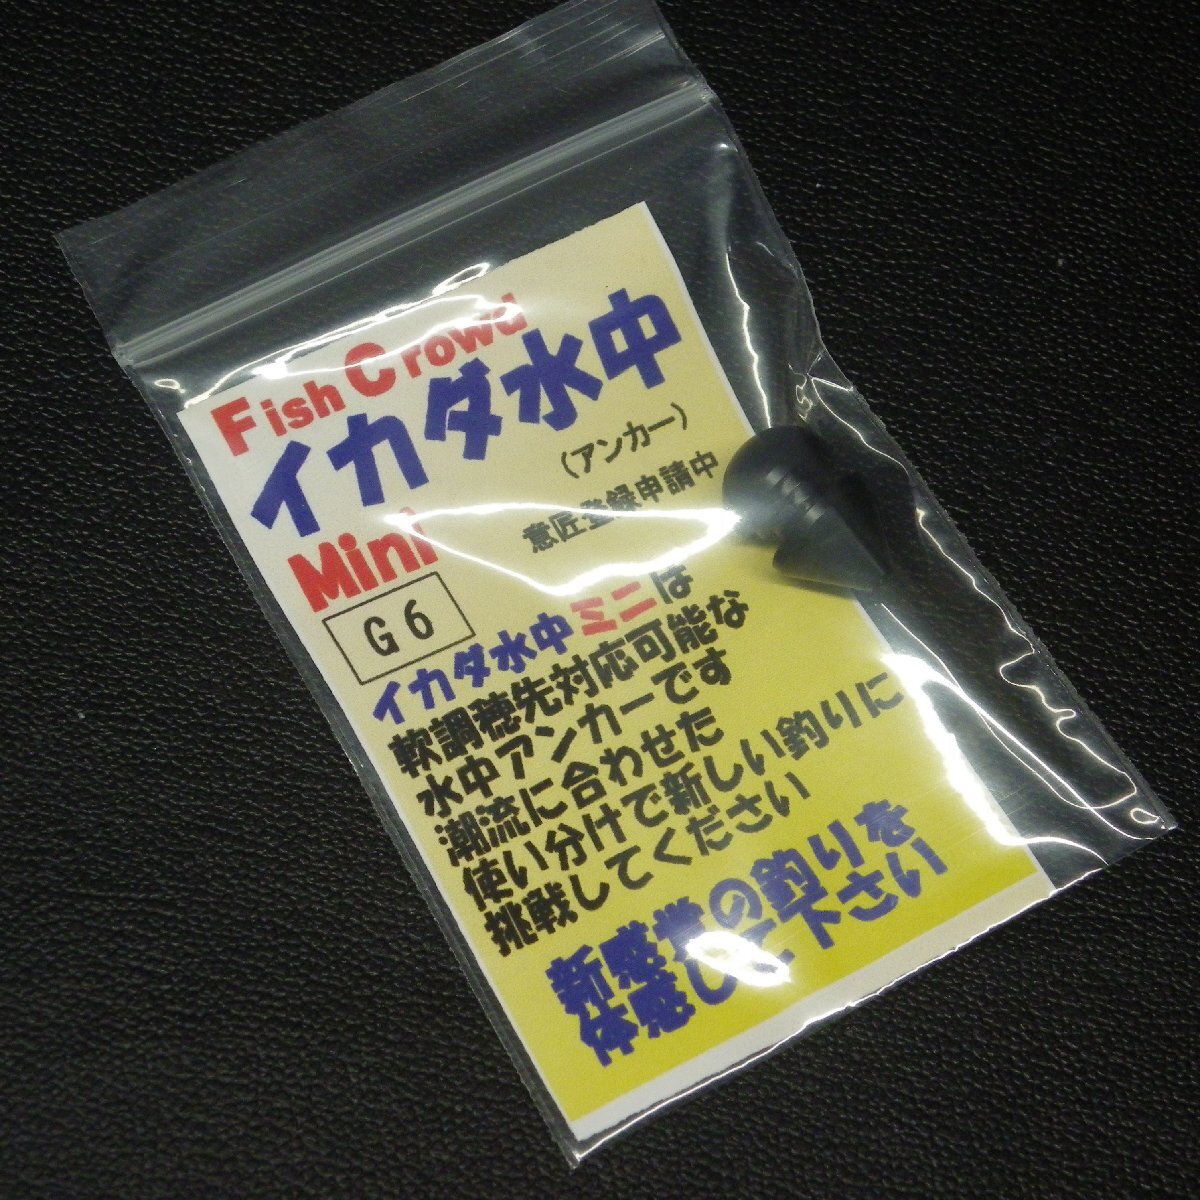 Fish Crowd
イカダ水中
（アンカー）
Mini
意匠登録申請中
G6
イカダ水中ミニは
軟調穂先対応可能な
水中アンカーです
潮流に合わせた
使い分けで新しい釣りに
挑戦してください
新感覚の釣りを
体感して下さい